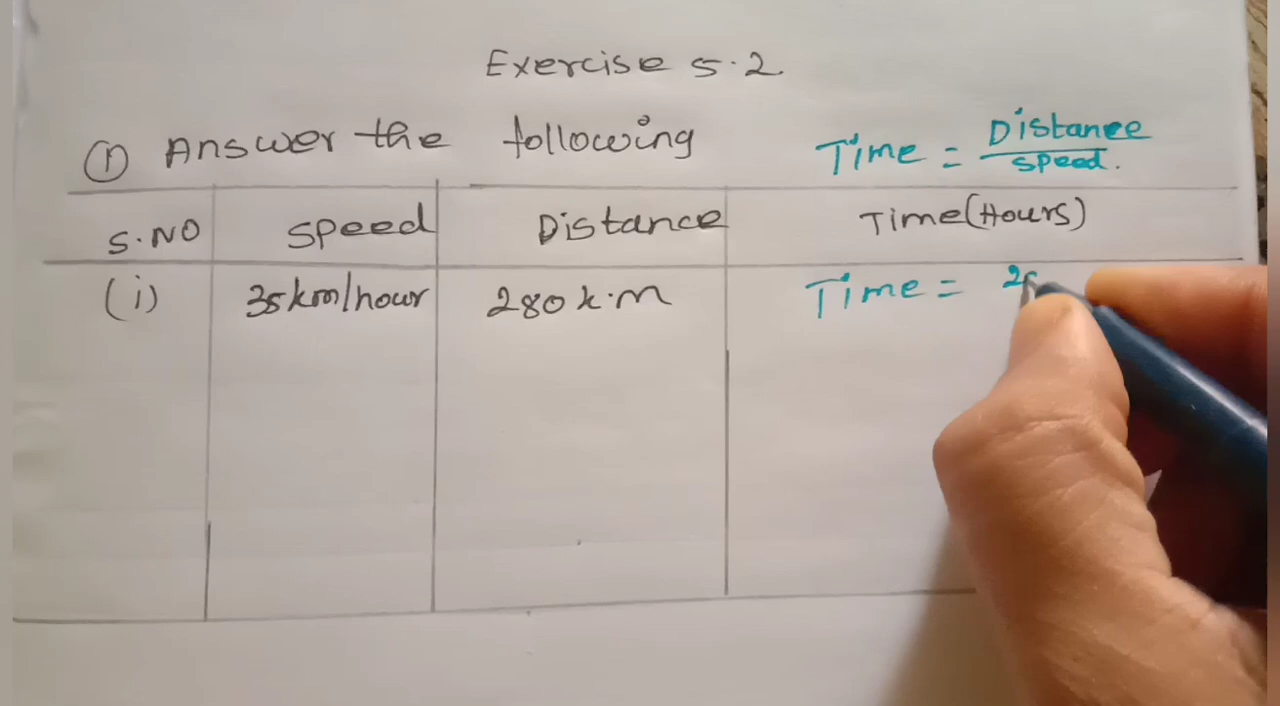 Exercise 5.2
① Answer the following
Time = Distance / Speed.
S.NO Speed Distance Time(Hours)
(i) 35km/hour 280 k.m Time = 28